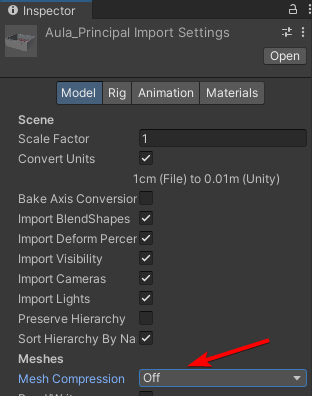 Inspector
Aula_Principal Import Settings
Open
Model Rig Animation Materials
Scene
Scale Factor 1
Convert Units
1cm (File) to 0.01m (Unity)
Bake Axis Conversion
Import BlendShapes
Import Deform Percen
Import Visibility
Import Cameras
Import Lights
Preserve Hierarchy
Sort Hierarchy By Na
Meshes
Mesh Compression Off